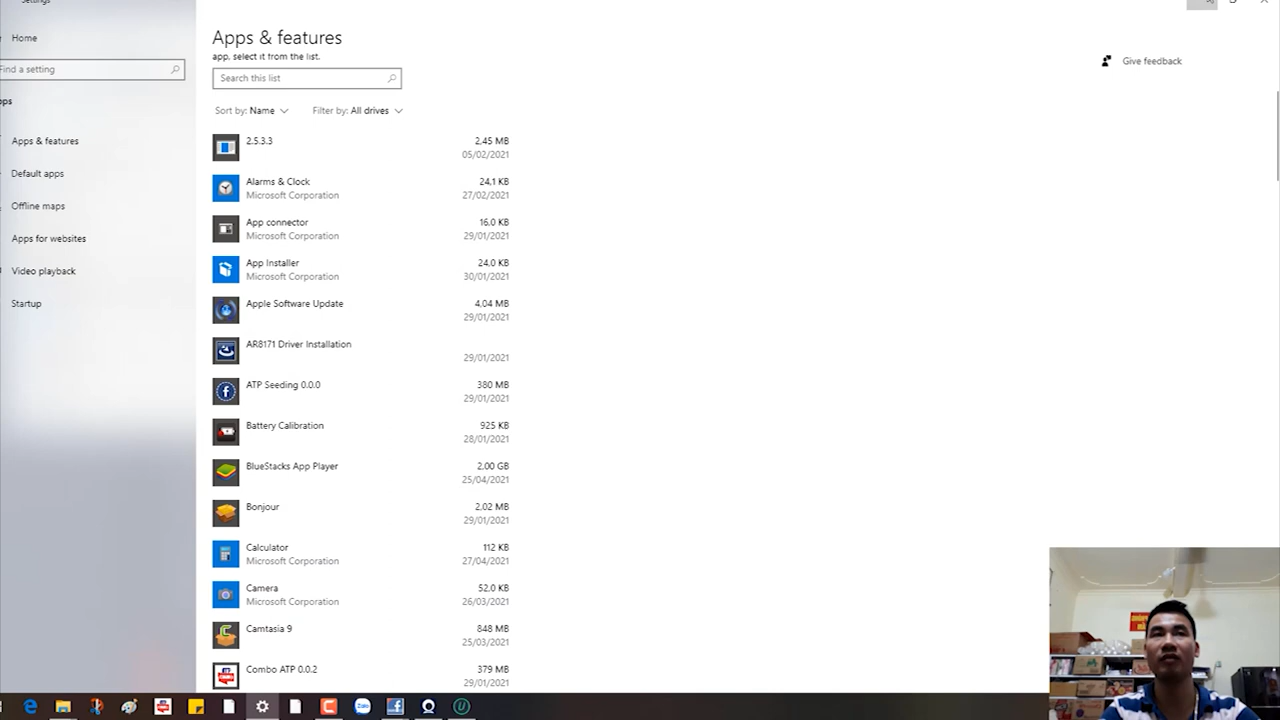 Settings
Home
Find a setting
Apps & features
Default apps
Offline maps
Apps for websites
Video playback
Startup
Apps & features
app, select it from the list.
Search this list
Sort by: Name
Filter by: All drives
Give feedback
2.5.3.3
2,45 MB
05/02/2021
Alarms & Clock
24,1 KB
Microsoft Corporation
27/02/2021
App connector
16,0 KB
Microsoft Corporation
29/01/2021
App Installer
24,0 KB
Microsoft Corporation
30/01/2021
Apple Software Update
4,04 MB
29/01/2021
AR8171 Driver Installation
29/01/2021
ATP Seeding 0.0.0
380 MB
29/01/2021
Battery Calibration
925 KB
28/01/2021
BlueStacks App Player
2,00 GB
25/04/2021
Bonjour
2,02 MB
29/01/2021
Calculator
112 KB
Microsoft Corporation
27/04/2021
Camera
52,0 KB
Microsoft Corporation
26/03/2021
Camtasia 9
848 MB
25/03/2021
Combo ATP 0.0.2
379 MB
29/01/2021